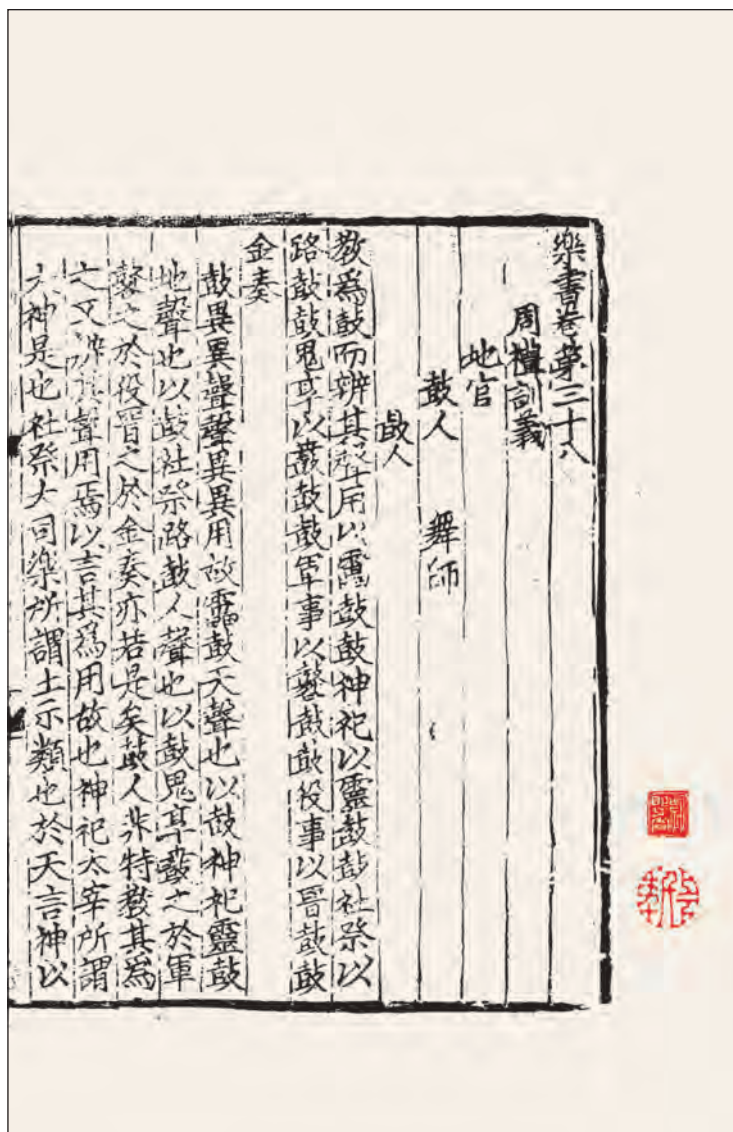 樂書卷第三十八
周禮訓義
地官
鼓人 舞師
鼓人
敎爲鼓而辨其聲用以靁鼓鼓神祀以靈鼓鼓社祭以
路鼓鼓鬼享以鼖鼓鼓軍事以鼛鼓鼓役事以晉鼓鼓
金奏
鼓異異聲聲異異用故靁鼓天聲也以鼓神祀靈鼓
地聲也以鼓社祭路鼓人聲也以鼓鬼享鼖之於軍
鼛之於役晉之於金奏亦若是矣鼓人非特敎其爲
之又辨其聲用焉以言其爲用故也神祀太宰所謂
大神是也社祭大司樂所謂土示類也於天言神以